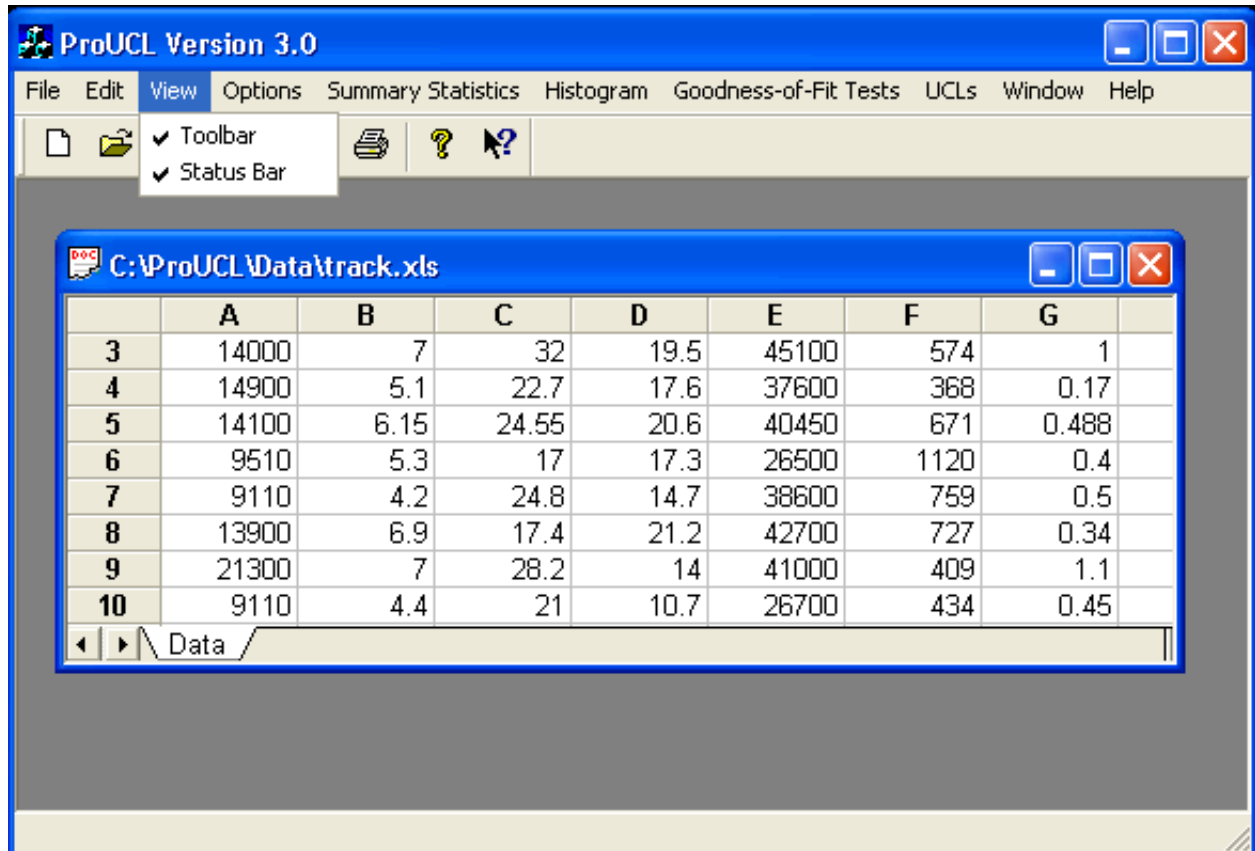 ProUCL Version 3.0
File Edit View Options Summary Statistics Histogram Goodness-of-Fit Tests UCLs Window Help
Toolbar
Status Bar
C:\ProUCL\Data\track.xls
A B C D E F G
3 14000 7 32 19.5 45100 574 1
4 14900 5.1 22.7 17.6 37600 368 0.17
5 14100 6.15 24.55 20.6 40450 671 0.488
6 9510 5.3 17 17.3 26500 1120 0.4
7 9110 4.2 24.8 14.7 38600 759 0.5
8 13900 6.9 17.4 21.2 42700 727 0.34
9 21300 7 28.2 14 41000 409 1.1
10 9110 4.4 21 10.7 26700 434 0.45
Data